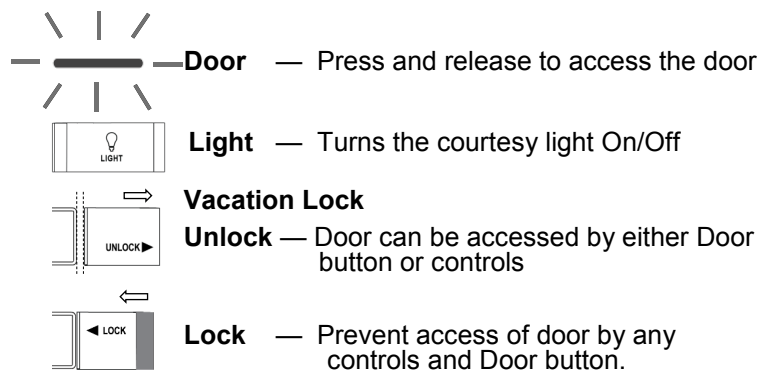 Door — Press and release to access the door
LIGHT
Light — Turns the courtesy light On/Off
Vacation Lock
UNLOCK▶
Unlock — Door can be accessed by either Door
button or controls
◀ LOCK
Lock — Prevent access of door by any
controls and Door button.